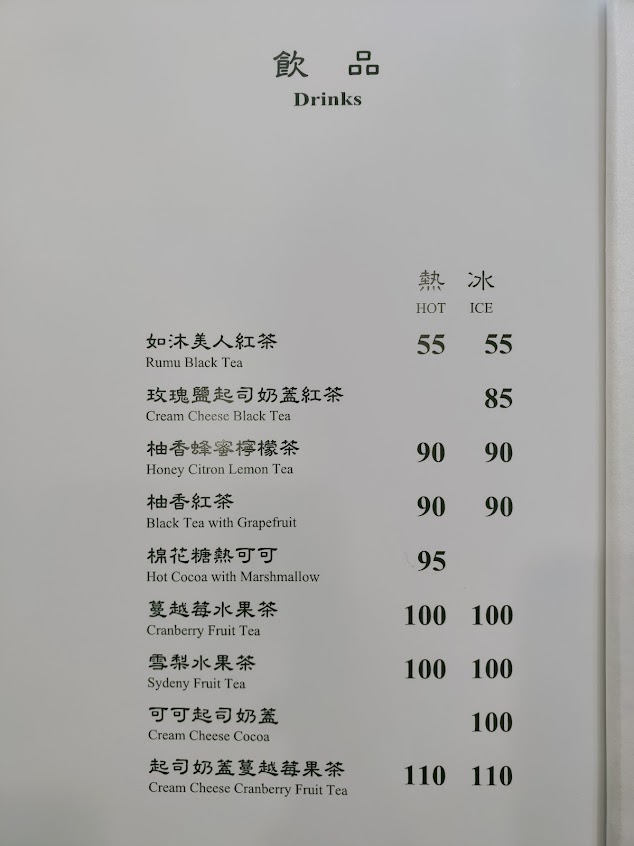 飲 品
Drinks
熱 冰
HOT ICE
如沐美人紅茶 55 55
Rumu Black Tea
玫瑰鹽起司奶蓋紅茶 85
Cream Cheese Black Tea
柚香蜂蜜檸檬茶 90 90
Honey Citron Lemon Tea
柚香紅茶 90 90
Black Tea with Grapefruit
棉花糖熱可可 95
Hot Cocoa with Marshmallow
蔓越莓水果茶 100 100
Cranberry Fruit Tea
雪梨水果茶 100 100
Sydeny Fruit Tea
可可起司奶蓋 100
Cream Cheese Cocoa
起司奶蓋蔓越莓果茶 110 110
Cream Cheese Cranberry Fruit Tea